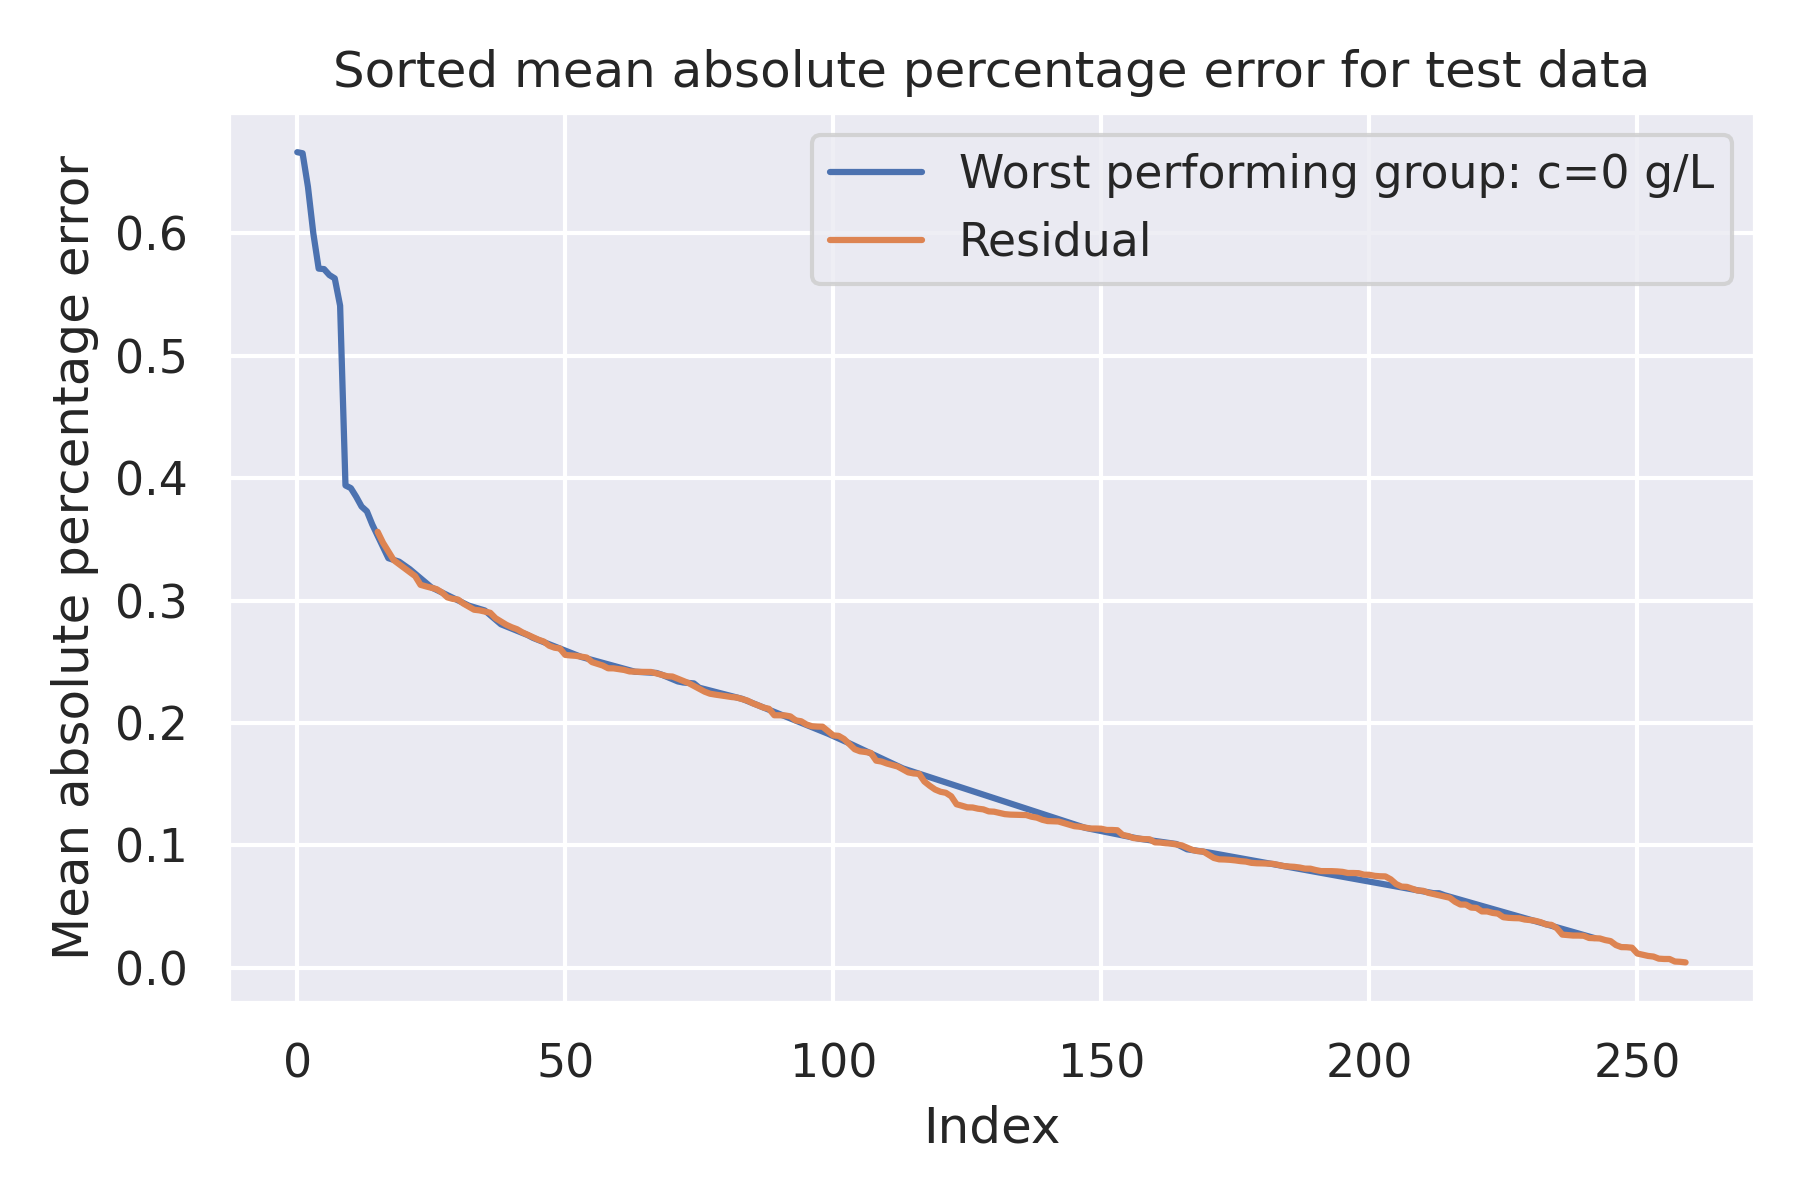 Sorted mean absolute percentage error for test data
Worst performing group: c=0 g/L
Residual
Mean absolute percentage error
0.6
0.5
0.4
0.3
0.2
0.1
0.0
0 50 100 150 200 250
Index